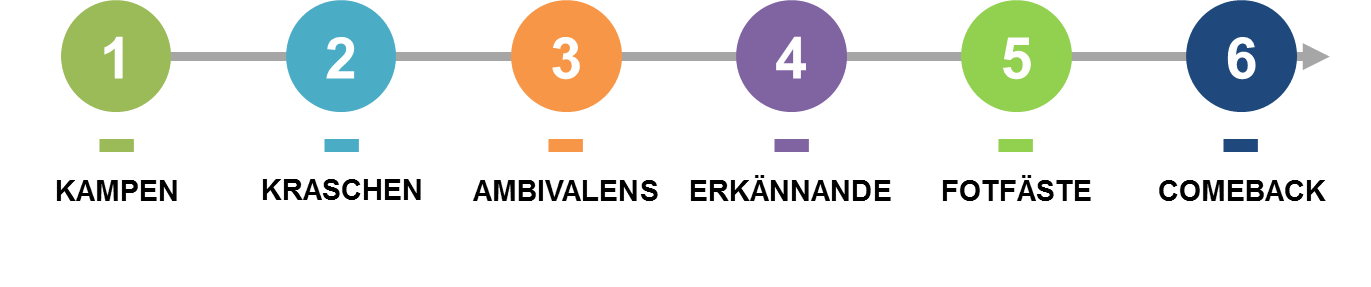 1 2 3 4 5 6
KAMPEN KRASCHEN AMBIVALENS ERKÄNNANDE FOTFÄSTE COMEBACK